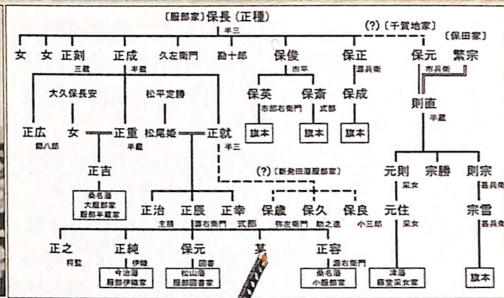 〔服部家〕保長(正種)
半三
(?)〔千賀地家〕
〔保田家〕
女 女 正刻 正成 久左衛門 勘十郎 保俊 保正 保元 繁宗
三蔵 半蔵 市平 源兵衛 市兵衛
大久保長安 松平定勝 保英 保斎 保成 則直
市郎右衛門 式部 半蔵
正広 女 正重 松尾姫 正就 旗本 旗本 旗本
郷八郎 半蔵 半三
正吉 (?)〔新発田藩服部家〕 元則 宗勝 則宗
采女 甚兵衛
桑名藩
大服部家
服部半蔵家
正治 正辰 正幸 保歳 保久 保良 元住 宗雪
主膳 源右衛門 式部 弥左衛門 助之進 小三郎 采女 甚兵衛
正之 正純 保元 某 正容 津藩
藤堂采女家
旗本
将監 伊織 図書 源右衛門
今治藩
服部伊織家
松山藩
服部図書家
桑名藩
小服部家